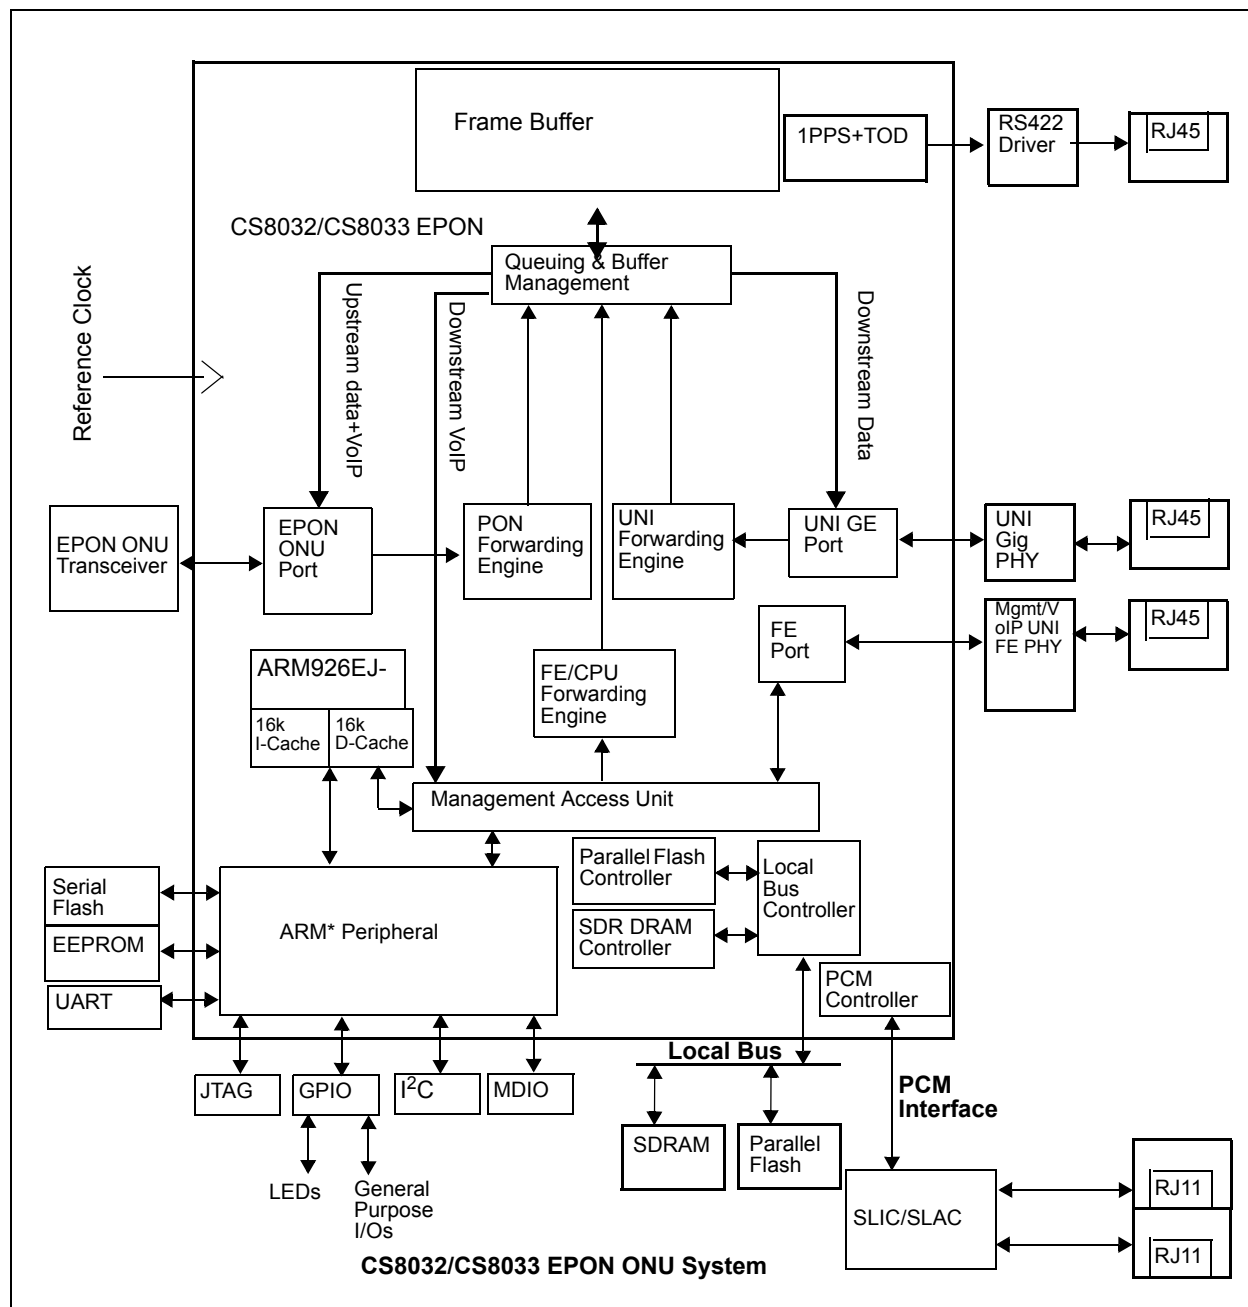 Frame Buffer
1PPS+TOD
RS422
Driver
RJ45
CS8032/CS8033 EPON
Queuing & Buffer
Management
Reference Clock
Upstream data+VoIP
Downstream VoIP
Downstream Data
EPON ONU
Transceiver
EPON
ONU
Port
PON
Forwarding
Engine
UNI
Forwarding
Engine
UNI GE
Port
UNI
Gig
PHY
RJ45
FE
Port
Mgmt/V
oIP UNI
FE PHY
RJ45
ARM926EJ-
16k
I-Cache
16k
D-Cache
FE/CPU
Forwarding
Engine
Management Access Unit
Parallel Flash
Controller
SDR DRAM
Controller
Local
Bus
Controller
Serial
Flash
EEPROM
UART
ARM* Peripheral
PCM
Controller
JTAG
GPIO
I2C
MDIO
Local Bus
PCM
Interface
LEDs
General
Purpose
I/Os
SDRAM
Parallel
Flash
SLIC/SLAC
RJ11
RJ11
CS8032/CS8033 EPON ONU System